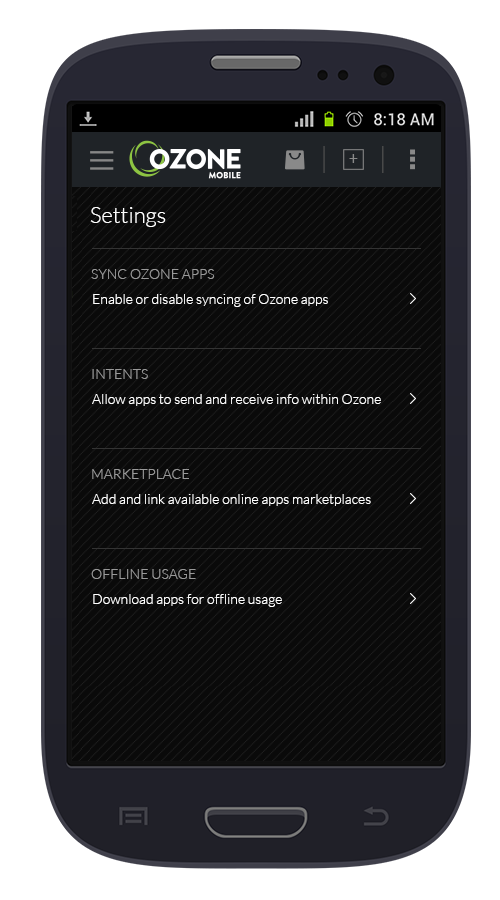 8:18 AM
OZONE
MOBILE
Settings
SYNC OZONE APPS
Enable or disable syncing of Ozone apps
INTENTS
Allow apps to send and receive info within Ozone
MARKETPLACE
Add and link available online apps marketplaces
OFFLINE USAGE
Download apps for offline usage